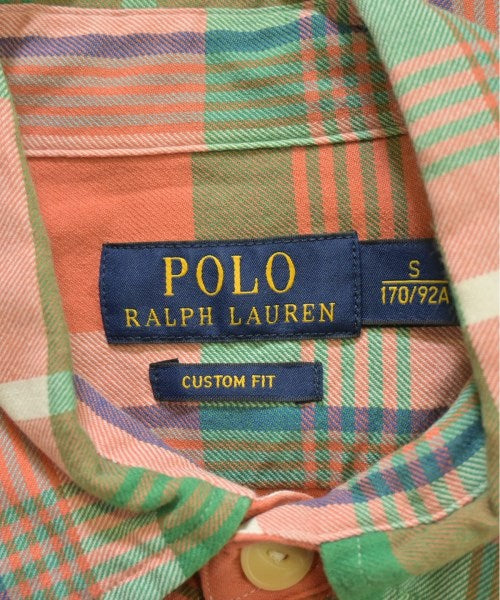 POLO
RALPH LAUREN
S
170/92A
CUSTOM FIT